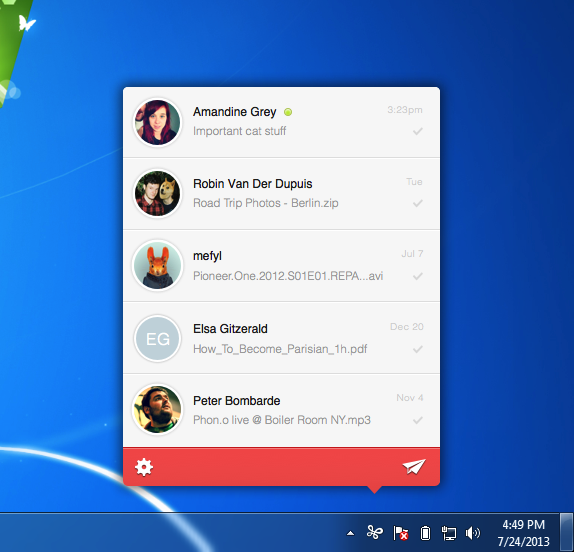 Amandine Grey
3:23pm
Important cat stuff
Robin Van Der Dupuis
Tue
Road Trip Photos - Berlin.zip
mefyl
Jul 7
Pioneer.One.2012.S01E01.REPA...avi
EG
Elsa Gitzerald
Dec 20
How_To_Become_Parisian_1h.pdf
Peter Bombarde
Nov 4
Phon.o live @ Boiler Room NY.mp3
4:49 PM
7/24/2013